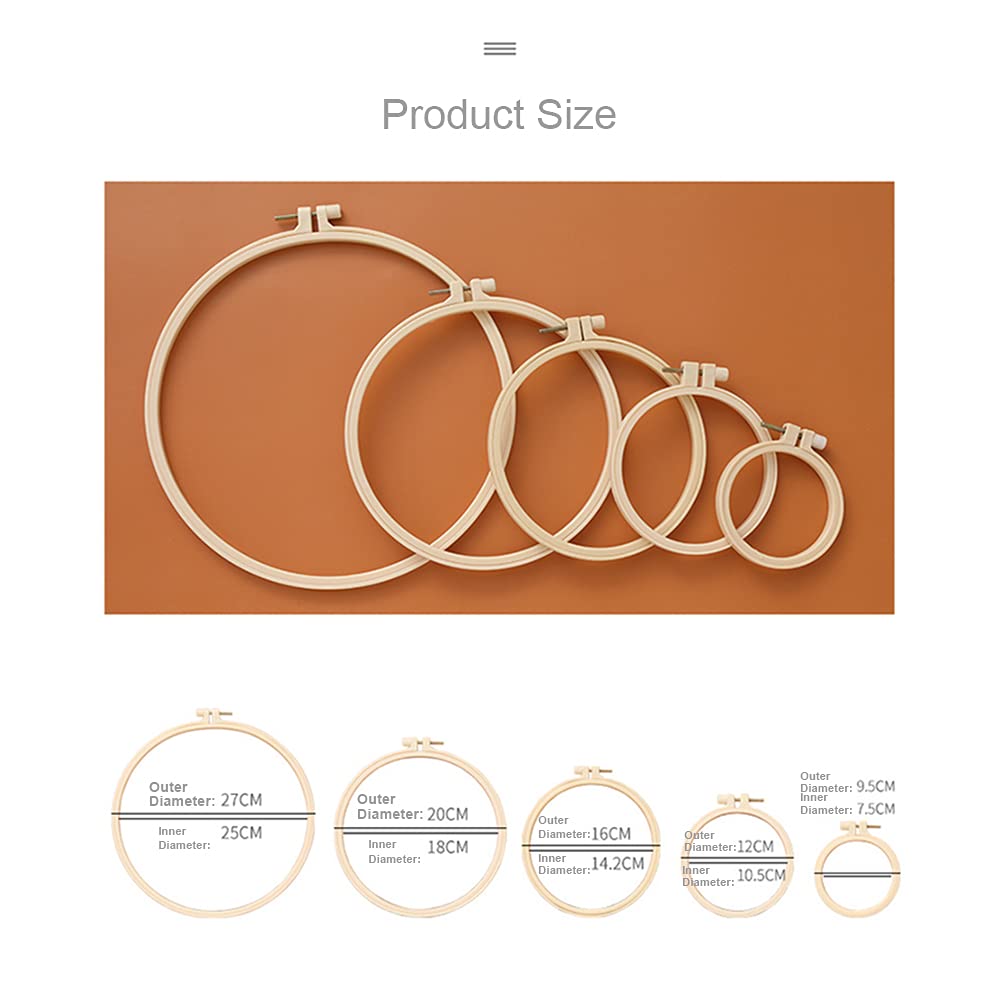 Product Size
Outer
Diameter: 27CM
Inner
Diameter: 25CM
Outer
Diameter: 20CM
Inner
Diameter: 18CM
Outer
Diameter: 16CM
Inner
Diameter: 14.2CM
Outer
Diameter: 12CM
Inner
Diameter: 10.5CM
Outer
Diameter: 9.5CM
Inner
Diameter: 7.5CM